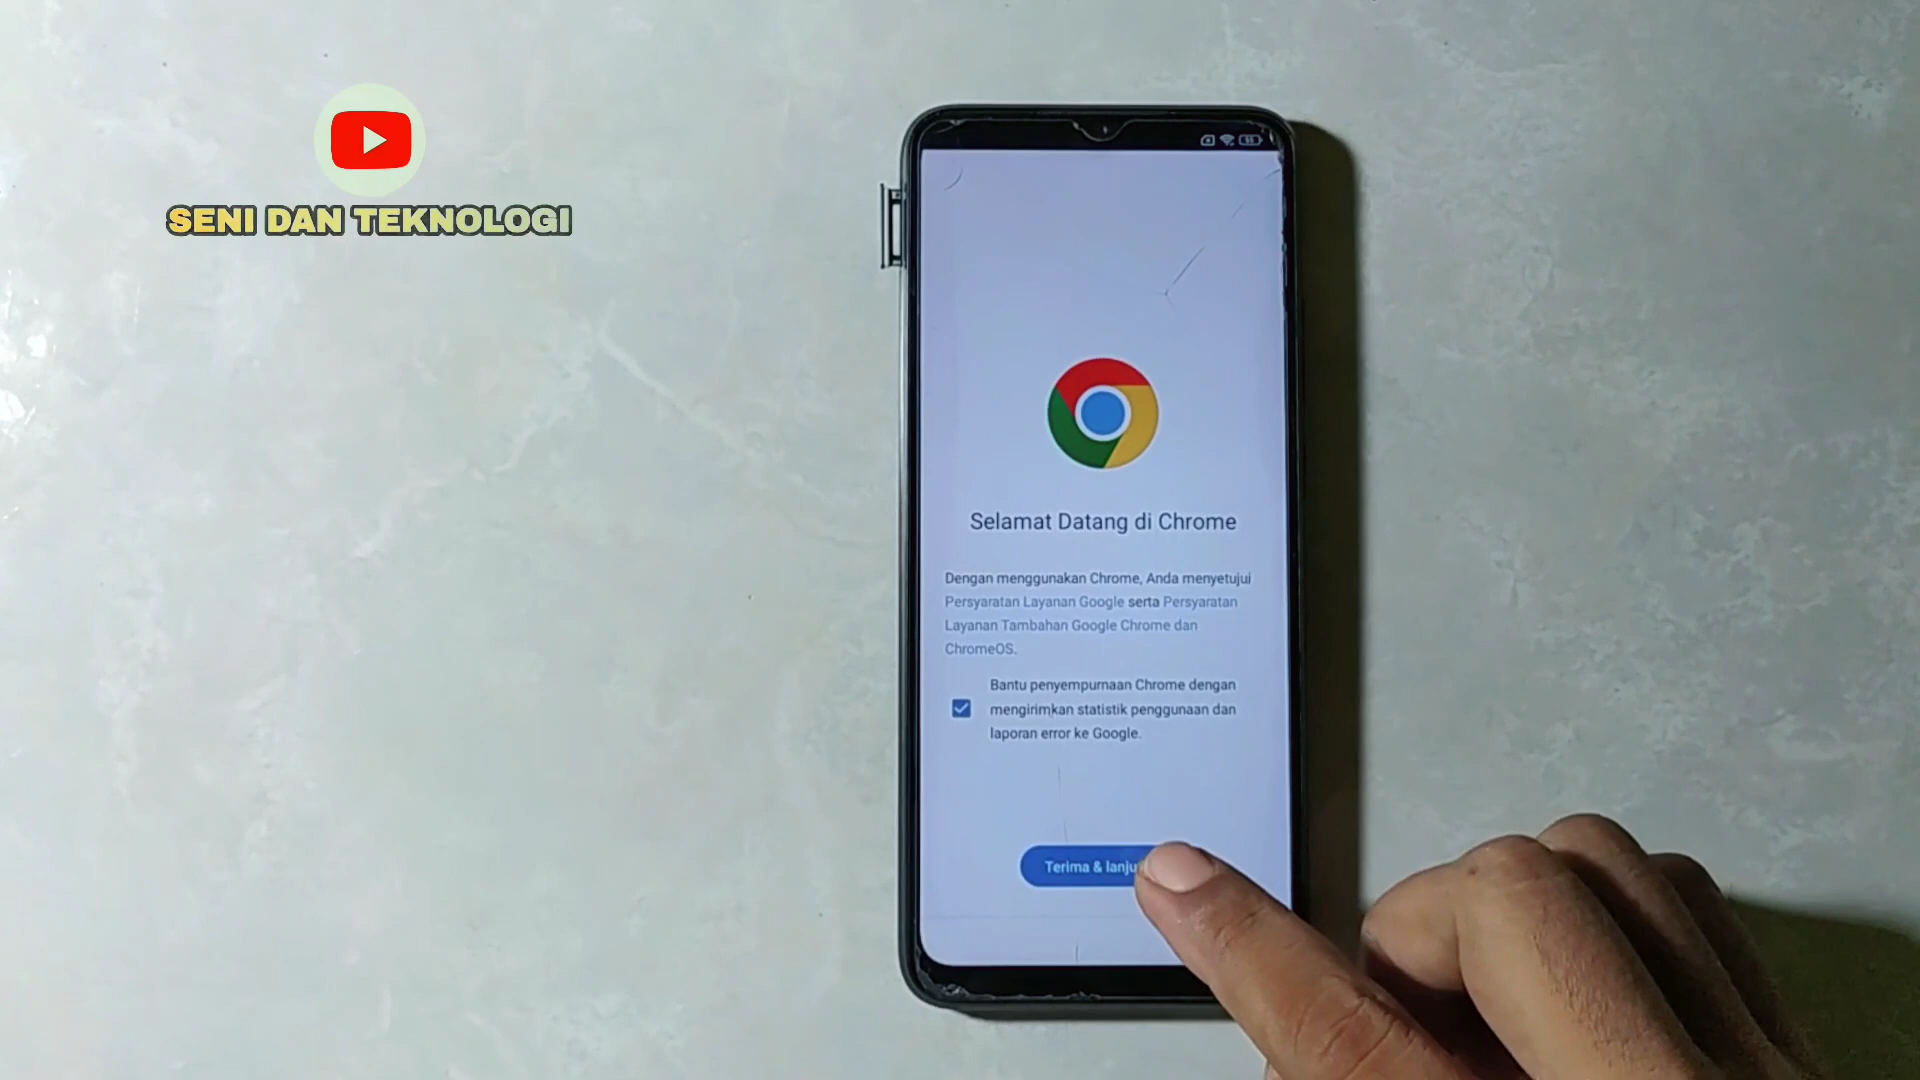 SENI DAN TEKNOLOGI
Selamat Datang di Chrome
Dengan menggunakan Chrome, Anda menyetujui
Persyaratan Layanan Google serta Persyaratan
Layanan Tambahan Google Chrome dan
ChromeOS.
Bantu penyempurnaan Chrome dengan
mengirimkan statistik penggunaan dan
laporan error ke Google.
Terima & lanju